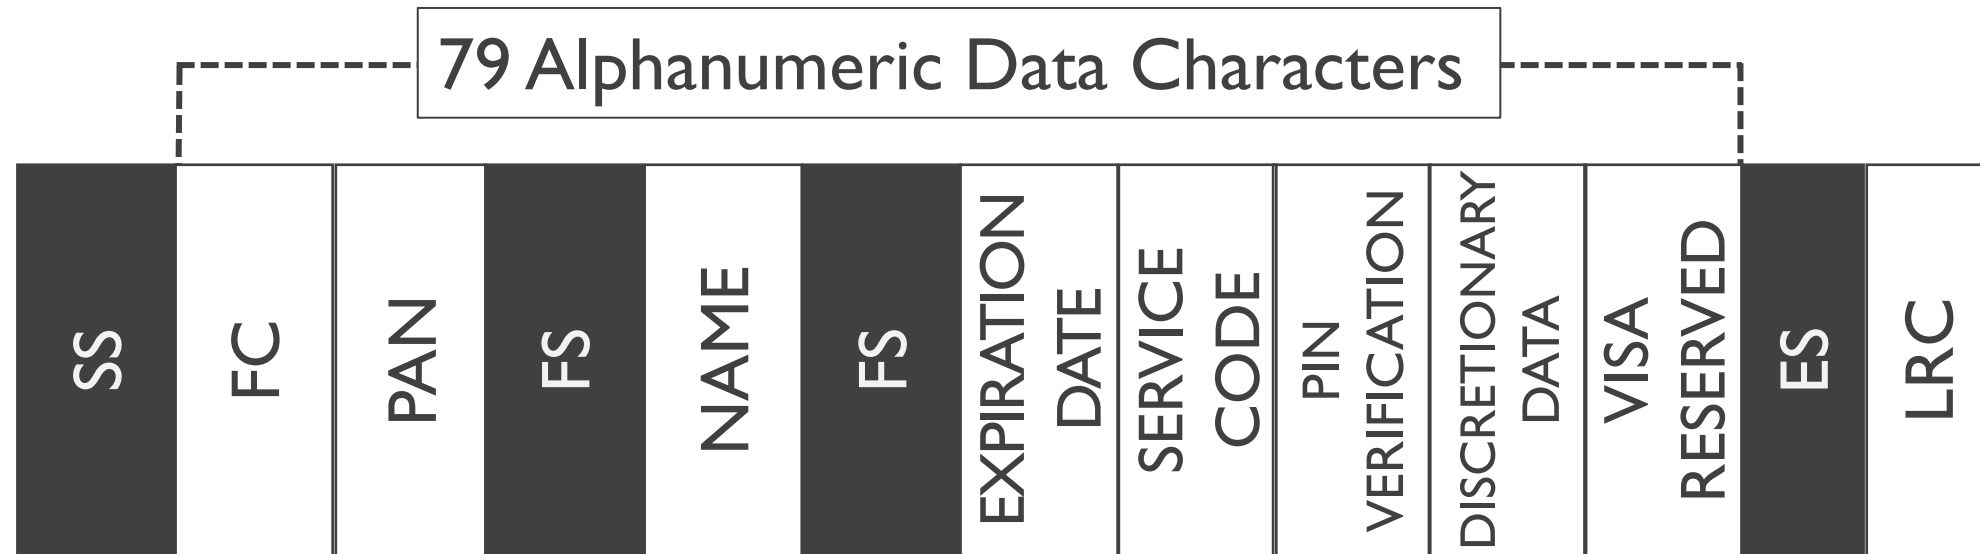 79 Alphanumeric Data Characters
SS
FC
PAN
FS
NAME
FS
EXPIRATION
DATE
SERVICE
CODE
PIN
VERIFICATION
DISCRETIONARY
DATA
VISA
RESERVED
ES
LRC